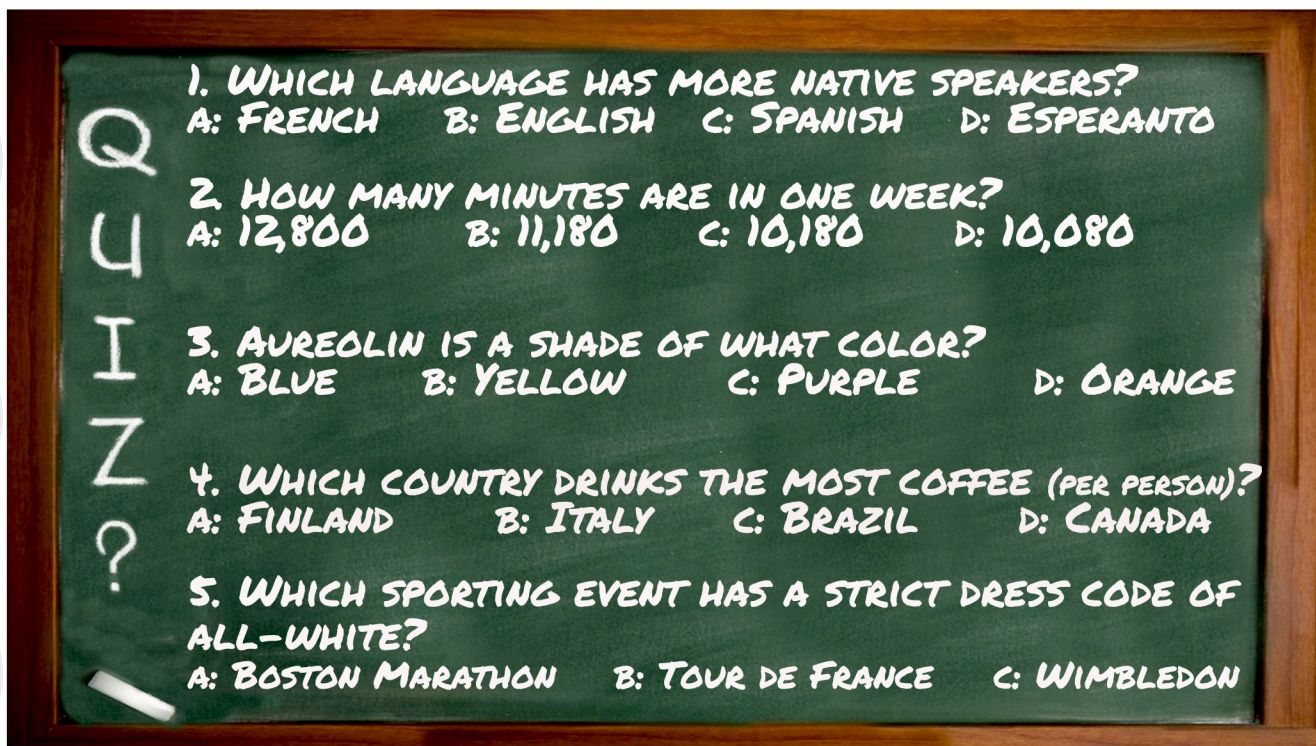 QUIZ?
1. WHICH LANGUAGE HAS MORE NATIVE SPEAKERS?
A: FRENCH B: ENGLISH C: SPANISH D: ESPERANTO
2. HOW MANY MINUTES ARE IN ONE WEEK?
A: 12,800 B: 11,180 C: 10,180 D: 10,080
3. AUREOLIN IS A SHADE OF WHAT COLOR?
A: BLUE B: YELLOW C: PURPLE D: ORANGE
4. WHICH COUNTRY DRINKS THE MOST COFFEE (PER PERSON)?
A: FINLAND B: ITALY C: BRAZIL D: CANADA
5. WHICH SPORTING EVENT HAS A STRICT DRESS CODE OF
ALL-WHITE?
A: BOSTON MARATHON B: TOUR DE FRANCE C: WIMBLEDON